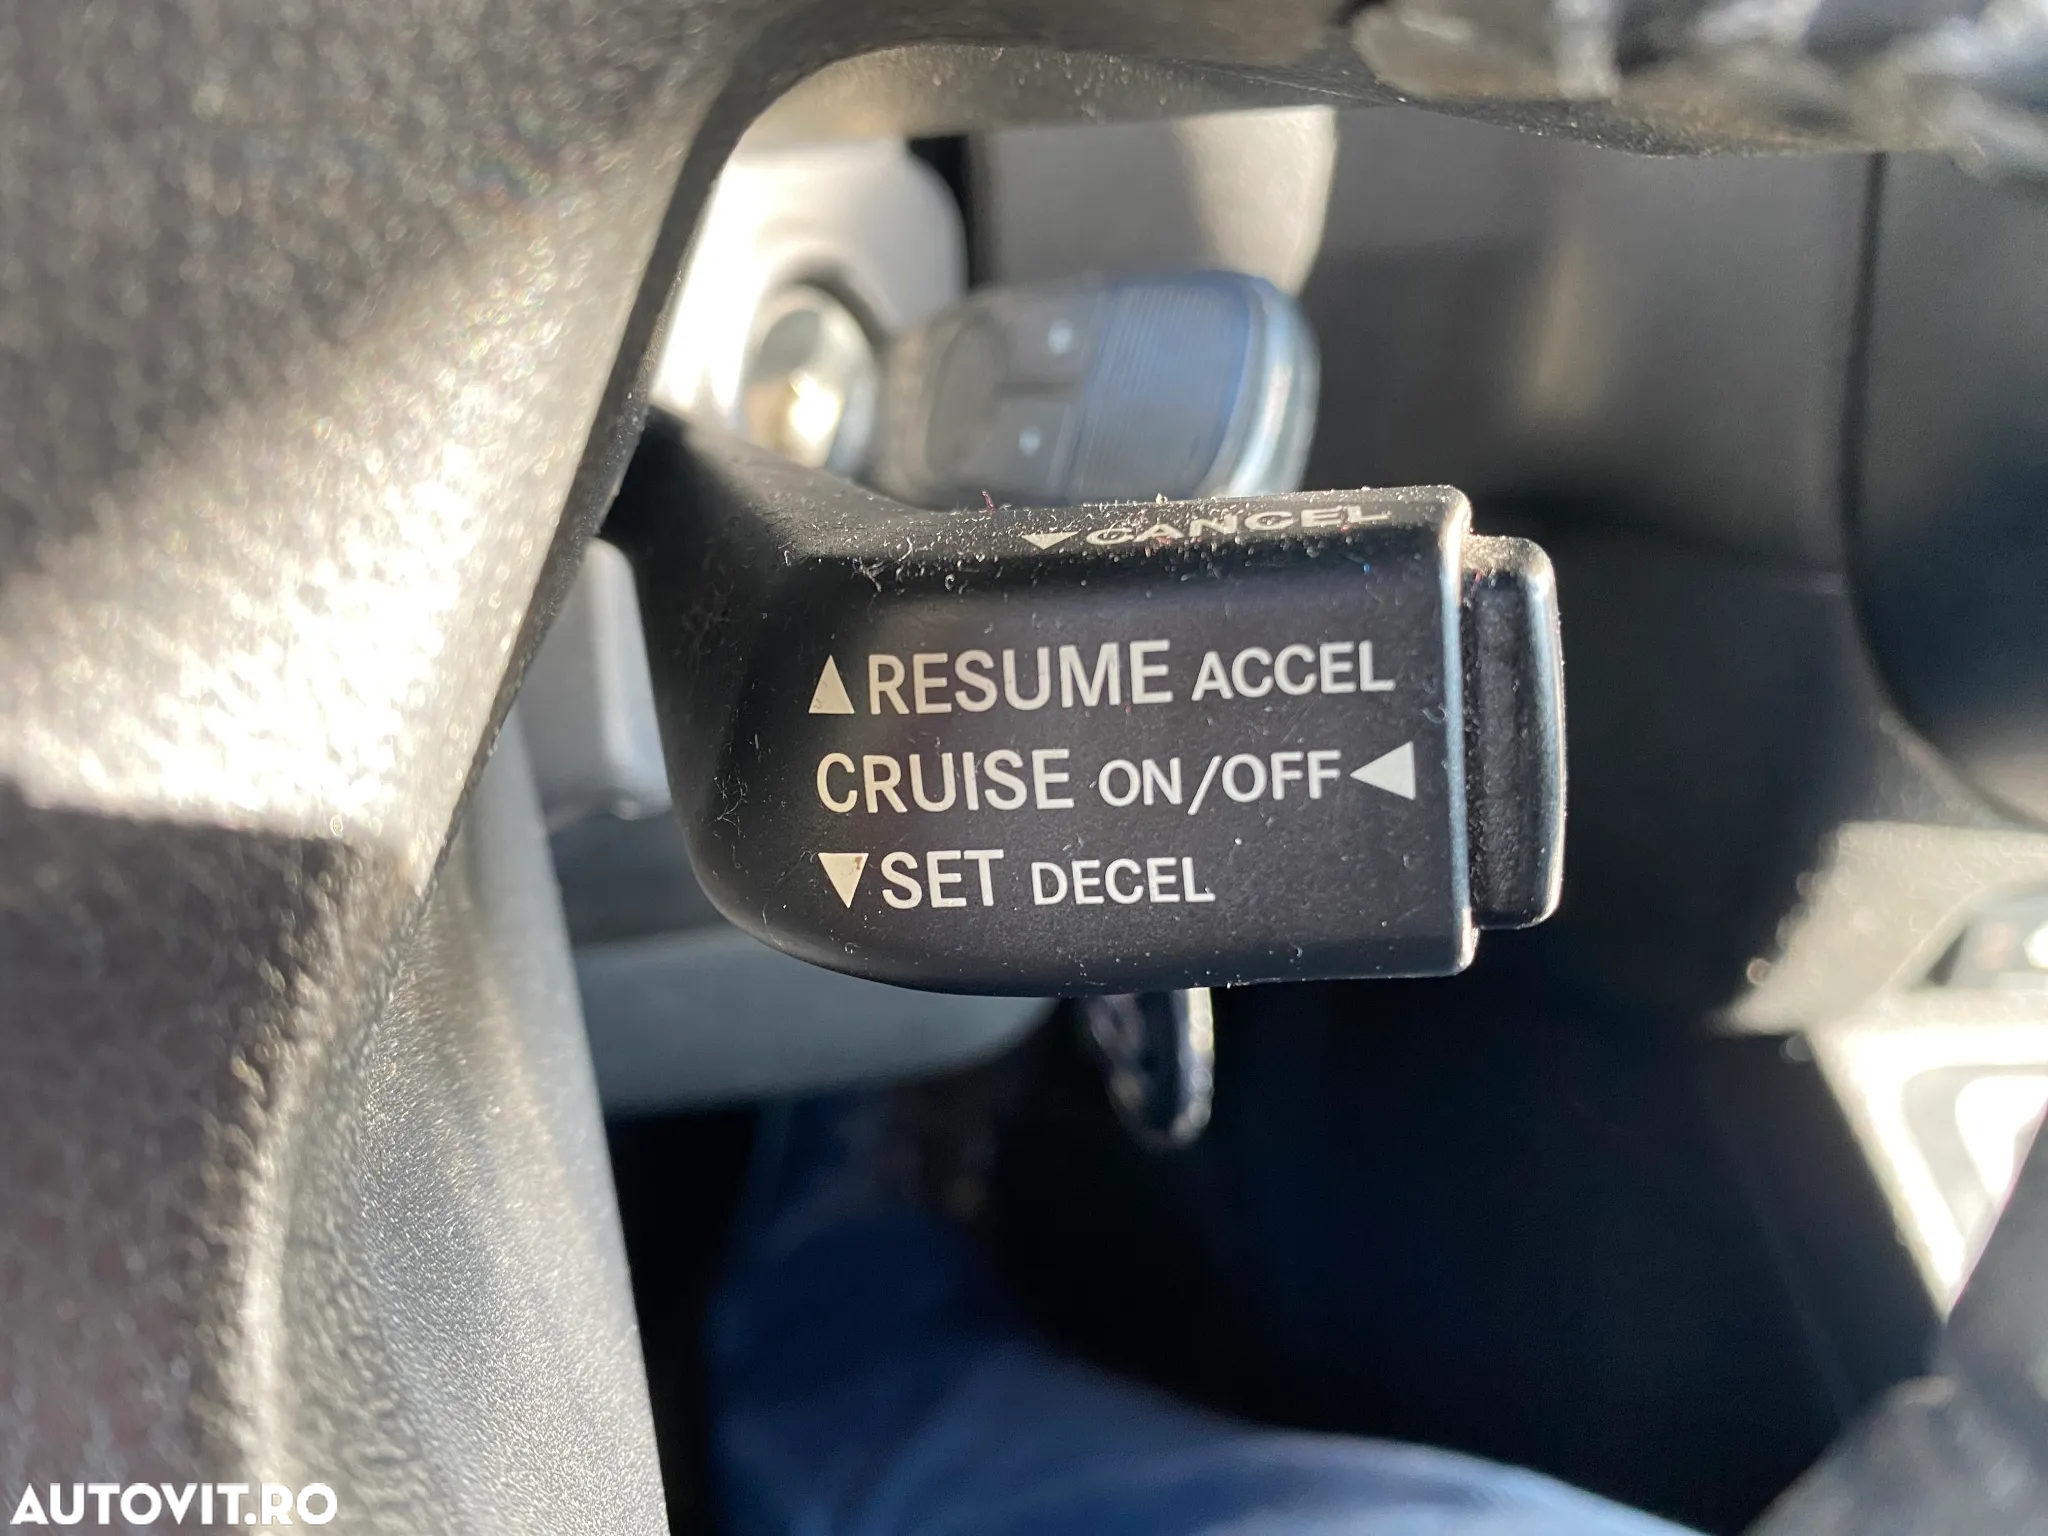 CANCEL
RESUME ACCEL
CRUISE ON/OFF
SET DECEL
AUTOVIT.RO